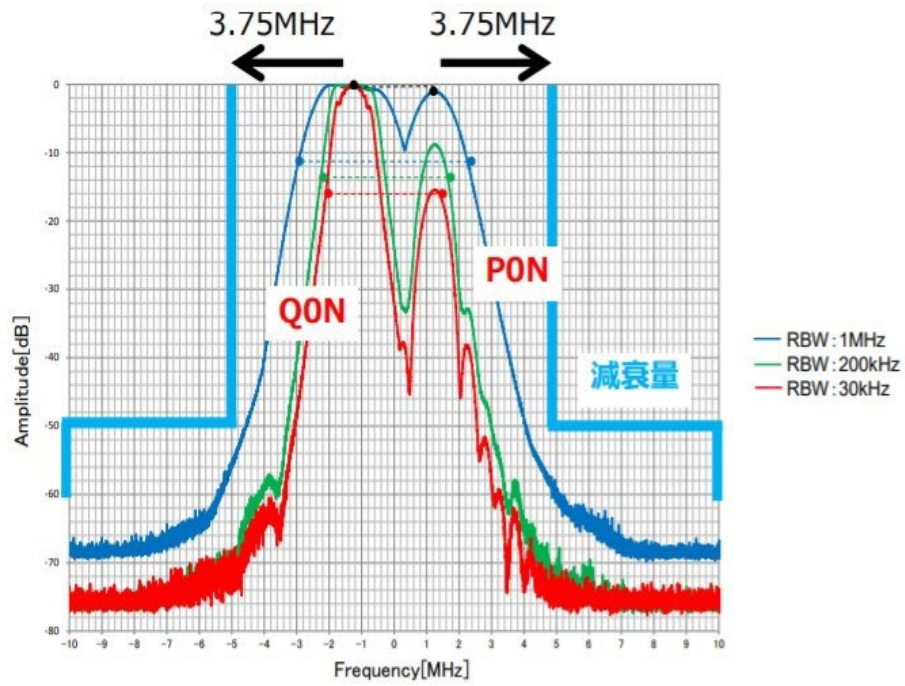 3.75MHz 3.75MHz
0
-10
-20
-30
-40
-50
-60
-70
-80
Amplitude[dB]
Q0N
P0N
減衰量
RBW:1MHz
RBW:200kHz
RBW:30kHz
-10 -9 -8 -7 -6 -5 -4 -3 -2 -1 0 1 2 3 4 5 6 7 8 9 10
Frequency[MHz]